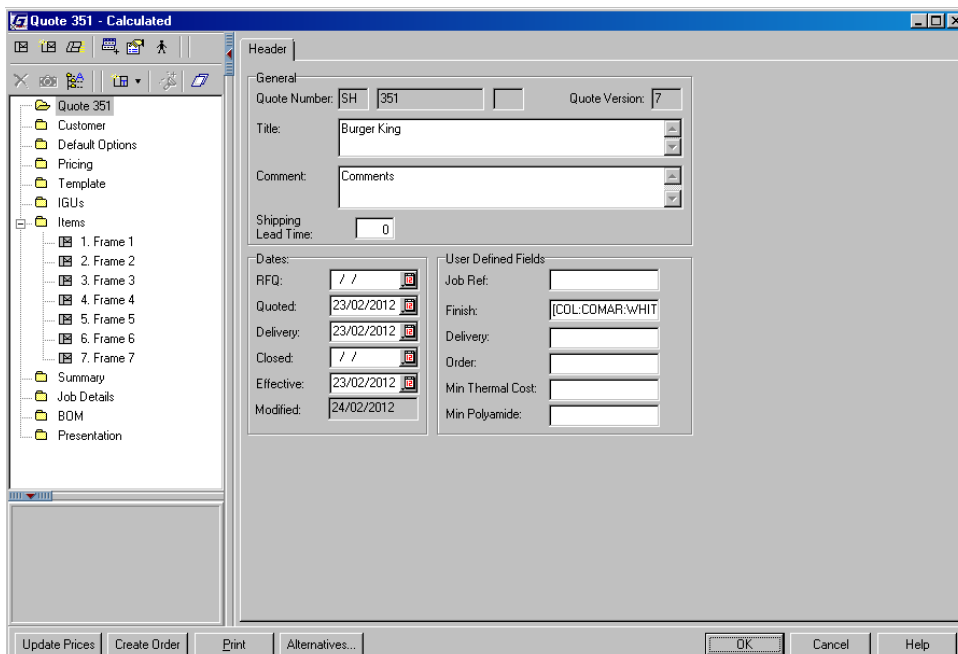 Quote 351 - Calculated
Header
Quote 351
Customer
Default Options
Pricing
Template
IGUs
Items
1. Frame 1
2. Frame 2
3. Frame 3
4. Frame 4
5. Frame 5
6. Frame 6
7. Frame 7
Summary
Job Details
BOM
Presentation
General
Quote Number: SH 351 Quote Version: 7
Title: Burger King
Comment: Comments
Shipping
Lead Time: 0
Dates:
RFQ: / /
Quoted: 23/02/2012
Delivery: 23/02/2012
Closed: / /
Effective: 23/02/2012
Modified: 24/02/2012
User Defined Fields
Job Ref:
Finish: [COL:COMAR:WHIT
Delivery:
Order:
Min Thermal Cost:
Min Polyamide:
Update Prices Create Order Print Alternatives... OK Cancel Help